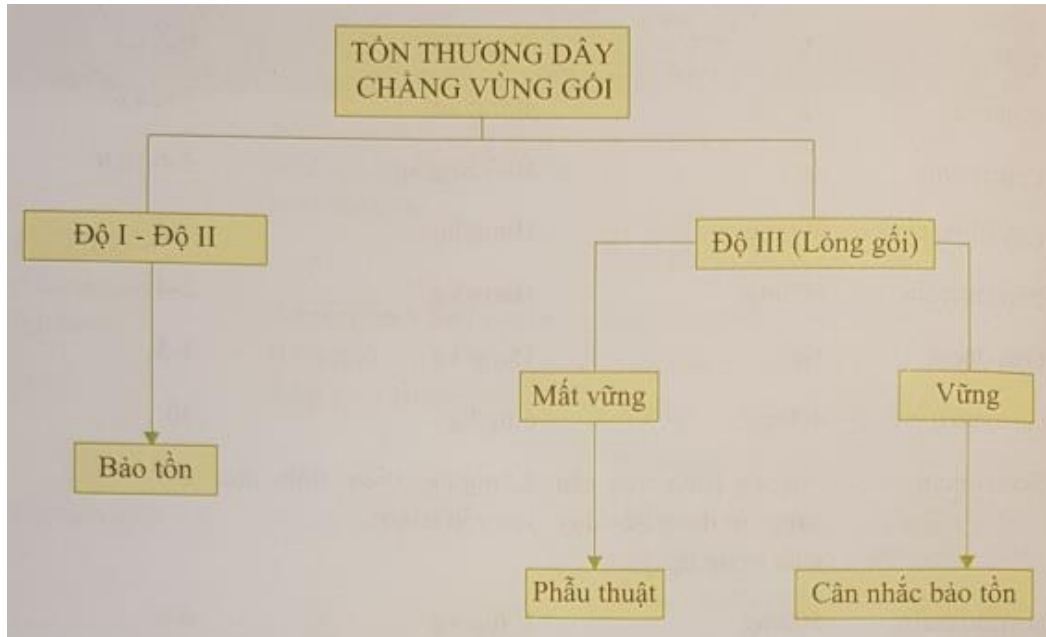 TỔN THƯƠNG DÂY
CHẰNG VÙNG GỐI
Độ I - Độ II
Độ III (Lỏng gối)
Mất vững
Vững
Bảo tồn
Phẫu thuật
Cân nhắc bảo tồn